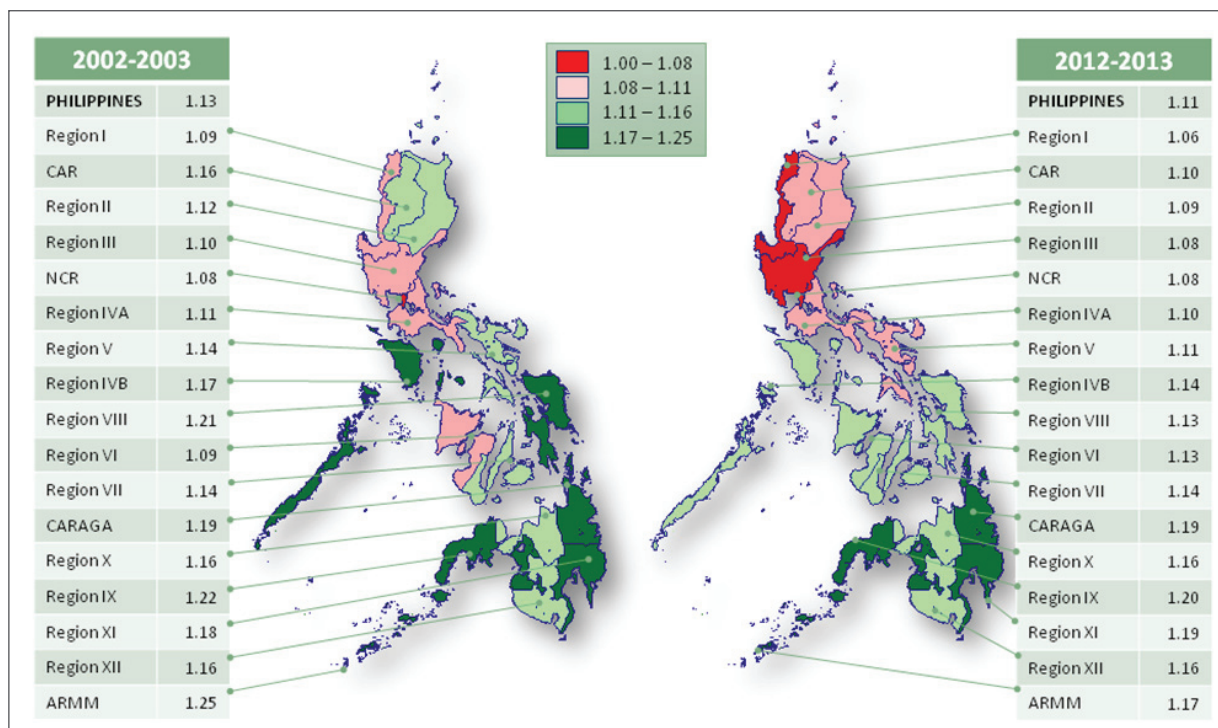 2002-2003
PHILIPPINES 1.13
Region I 1.09
CAR 1.16
Region II 1.12
Region III 1.10
NCR 1.08
Region IVA 1.11
Region V 1.14
Region IVB 1.17
Region VIII 1.21
Region VI 1.09
Region VII 1.14
CARAGA 1.19
Region X 1.16
Region IX 1.22
Region XI 1.18
Region XII 1.16
ARMM 1.25
1.00 – 1.08
1.08 – 1.11
1.11 – 1.16
1.17 – 1.25
2012-2013
PHILIPPINES 1.11
Region I 1.06
CAR 1.10
Region II 1.09
Region III 1.08
NCR 1.08
Region IVA 1.10
Region V 1.11
Region IVB 1.14
Region VIII 1.13
Region VI 1.13
Region VII 1.14
CARAGA 1.19
Region X 1.16
Region IX 1.20
Region XI 1.19
Region XII 1.16
ARMM 1.17